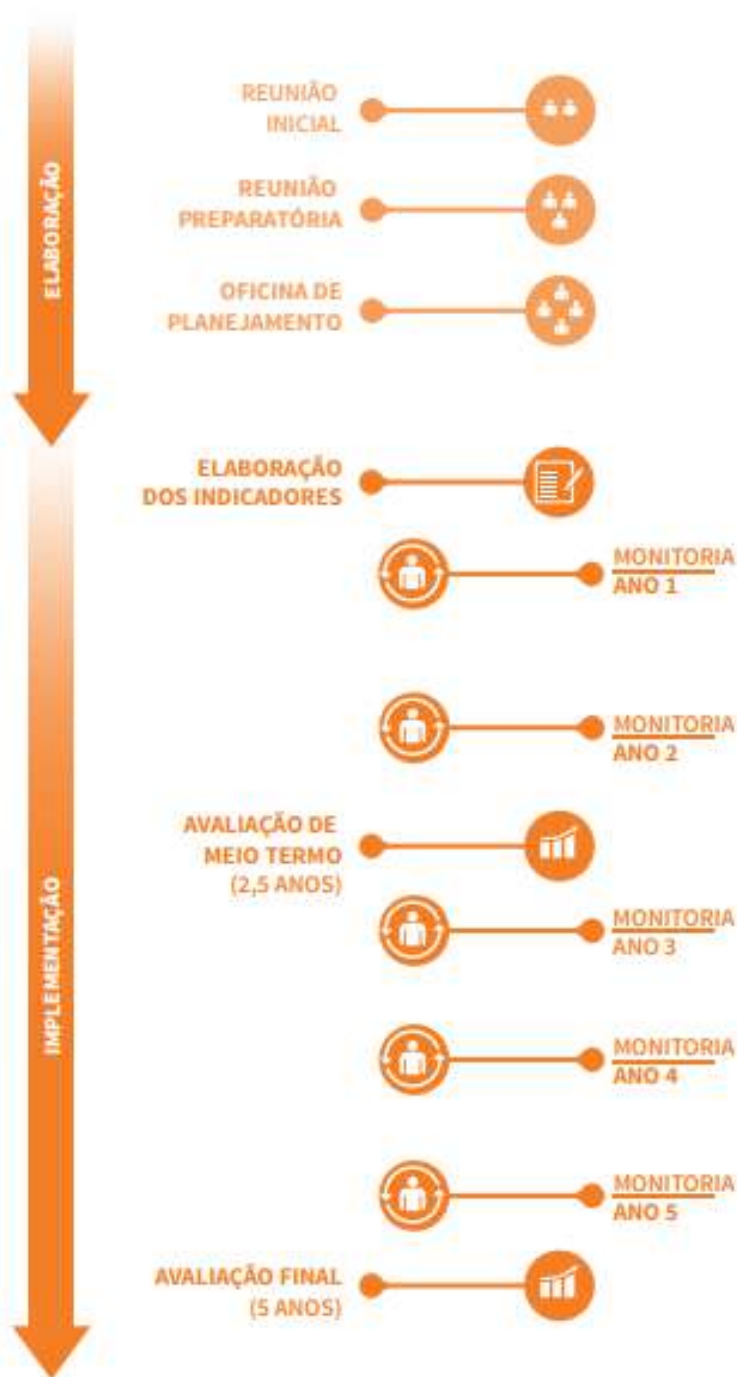 ELABORAÇÃO
REUNIÃO
INICIAL
REUNIÃO
PREPARATÓRIA
OFICINA DE
PLANEJAMENTO
IMPLEMENTAÇÃO
ELABORAÇÃO
DOS INDICADORES
MONITORIA
ANO 1
MONITORIA
ANO 2
AVALIAÇÃO DE
MEIO TERMO
(2,5 ANOS)
MONITORIA
ANO 3
MONITORIA
ANO 4
MONITORIA
ANO 5
AVALIAÇÃO FINAL
(5 ANOS)